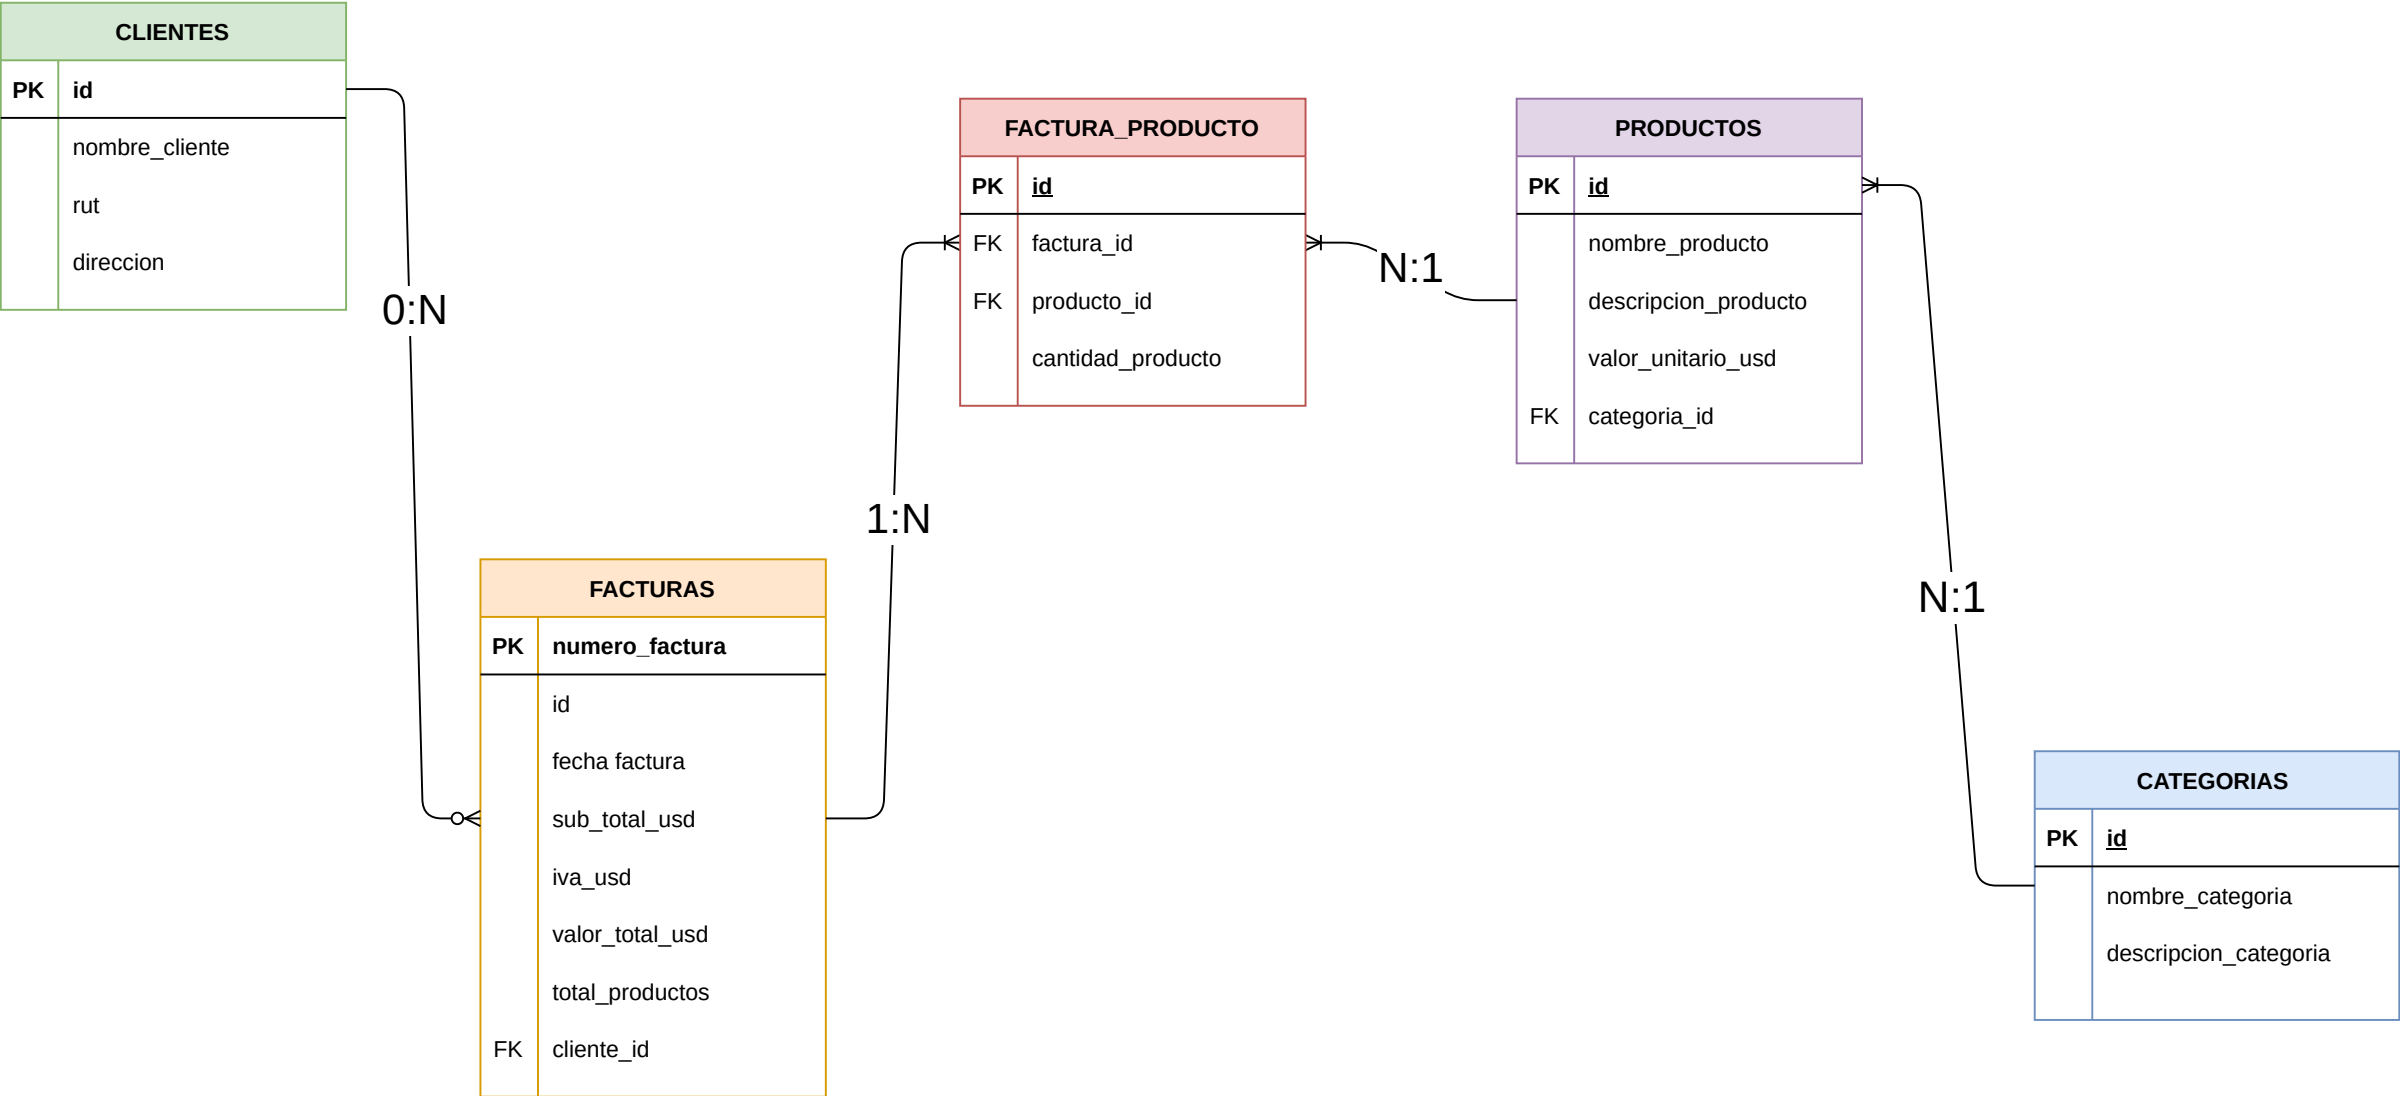 CLIENTES
PK id
nombre_cliente
rut
direccion
0:N
FACTURAS
PK numero_factura
id
fecha factura
sub_total_usd
iva_usd
valor_total_usd
total_productos
FK cliente_id
1:N
FACTURA_PRODUCTO
PK id
FK factura_id
FK producto_id
cantidad_producto
N:1
PRODUCTOS
PK id
nombre_producto
descripcion_producto
valor_unitario_usd
FK categoria_id
N:1
CATEGORIAS
PK id
nombre_categoria
descripcion_categoria